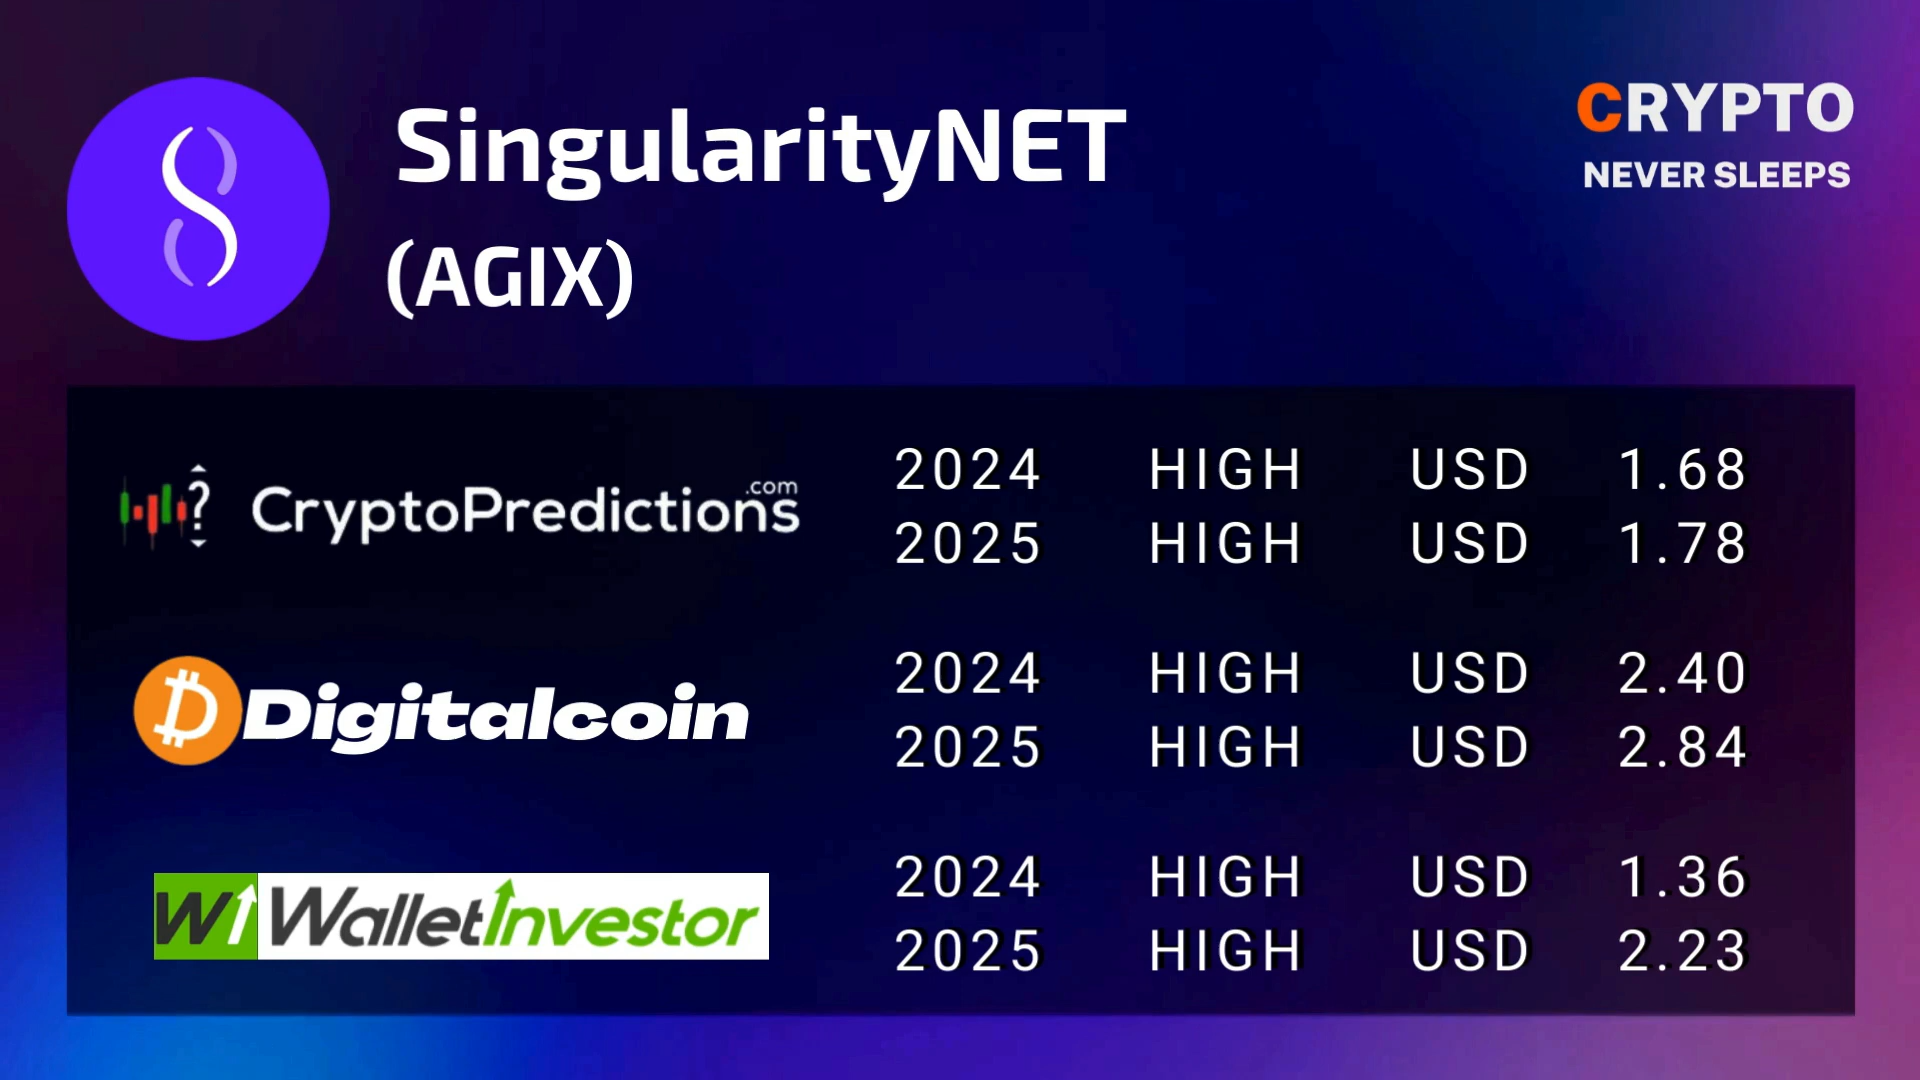 SingularityNET
(AGIX)
CRYPTO
NEVER SLEEPS
? CryptoPredictions.com
2024 HIGH USD 1.68
2025 HIGH USD 1.78
Digitalcoin
2024 HIGH USD 2.40
2025 HIGH USD 2.84
WI WalletInvestor
2024 HIGH USD 1.36
2025 HIGH USD 2.23